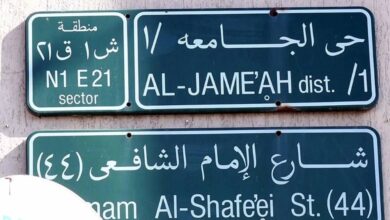 منطقة
ش١ ق٢١
N1 E21
sector
حى الجامعه /١
AL-JAME'AH dist. /1
شارع الإمام الشافعى (٤٤)
Al-Shafe'ei St. (44)